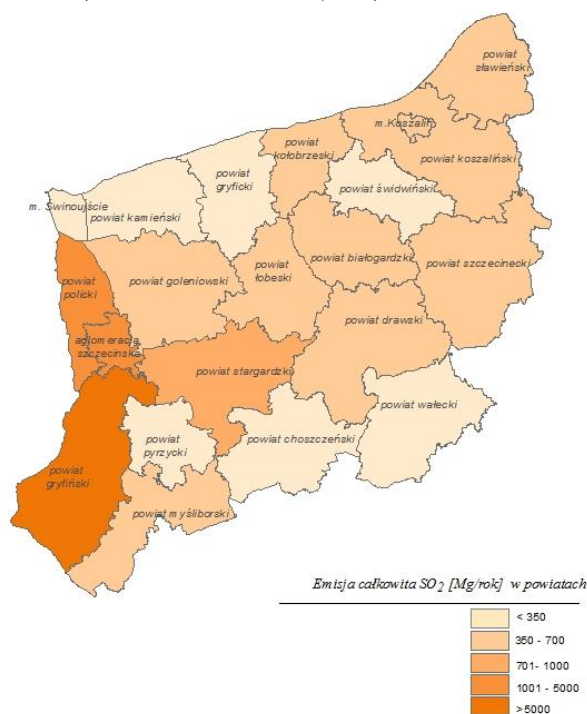 powiat
sławieński
m.Koszalin
powiat
kołobrzeski
powiat koszaliński
powiat
gryficki
powiat świdwiński
m. Świnoujście
powiat kamieński
powiat białogardzki
powiat szczecinecki
powiat goleniowski
powiat
łobeski
powiat
policki
powiat drawski
aglomeracja
szczecińska
powiat stargardzki
powiat wałecki
powiat choszczeński
powiat
pyrzycki
powiat
gryfiński
powiat myśliborski
Emisja całkowita SO2 [Mg/rok] w powiatach
< 350
350 - 700
701- 1000
1001 - 5000
>5000